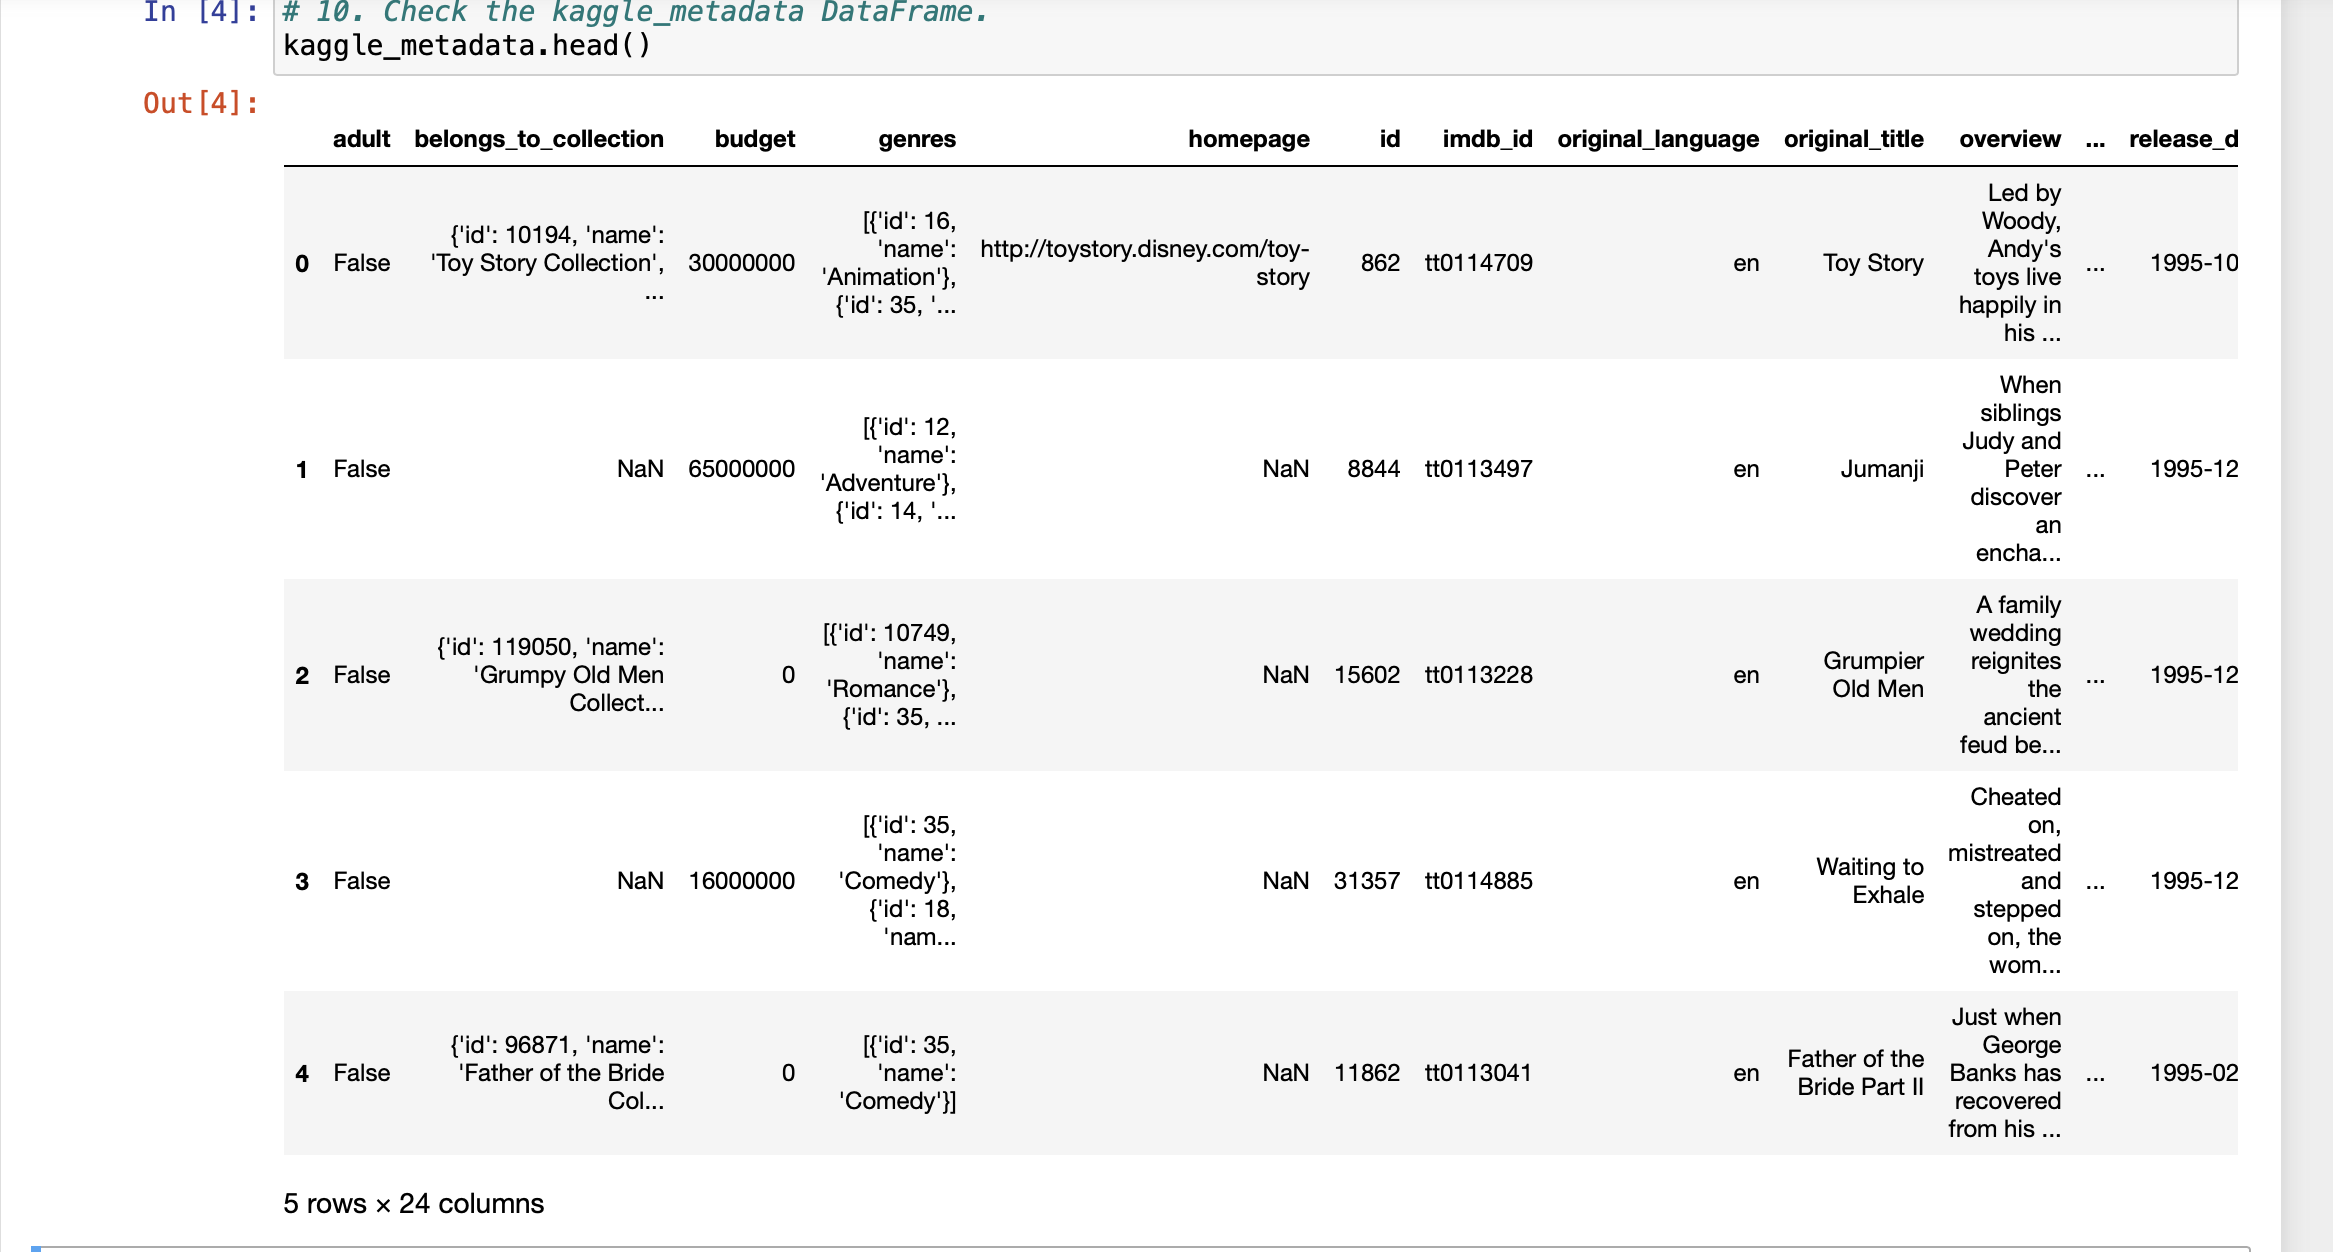 In [4]: # 10. Check the kaggle_metadata DataFrame.
kaggle_metadata.head()
Out[4]:
adult belongs_to_collection budget genres homepage id imdb_id original_language original_title overview ... release_d
0 False {'id': 10194, 'name': 'Toy Story Collection', ... 30000000 [{'id': 16, 'name': 'Animation'}, {'id': 35, '... http://toystory.disney.com/toy-story 862 tt0114709 en Toy Story Led by Woody, Andy's toys live happily in his ... ... 1995-10
1 False NaN 65000000 [{'id': 12, 'name': 'Adventure'}, {'id': 14, '... NaN 8844 tt0113497 en Jumanji When siblings Judy and Peter discover an encha... ... 1995-12
2 False {'id': 119050, 'name': 'Grumpy Old Men Collect... 0 [{'id': 10749, 'name': 'Romance'}, {'id': 35, ... NaN 15602 tt0113228 en Grumpier Old Men A family wedding reignites the ancient feud be... ... 1995-12
3 False NaN 16000000 [{'id': 35, 'name': 'Comedy'}, {'id': 18, 'nam... NaN 31357 tt0114885 en Waiting to Exhale Cheated on, mistreated and stepped on, the wom... ... 1995-12
4 False {'id': 96871, 'name': 'Father of the Bride Col... 0 [{'id': 35, 'name': 'Comedy'}] NaN 11862 tt0113041 en Father of the Bride Part II Just when George Banks has recovered from his ... ... 1995-02
5 rows × 24 columns